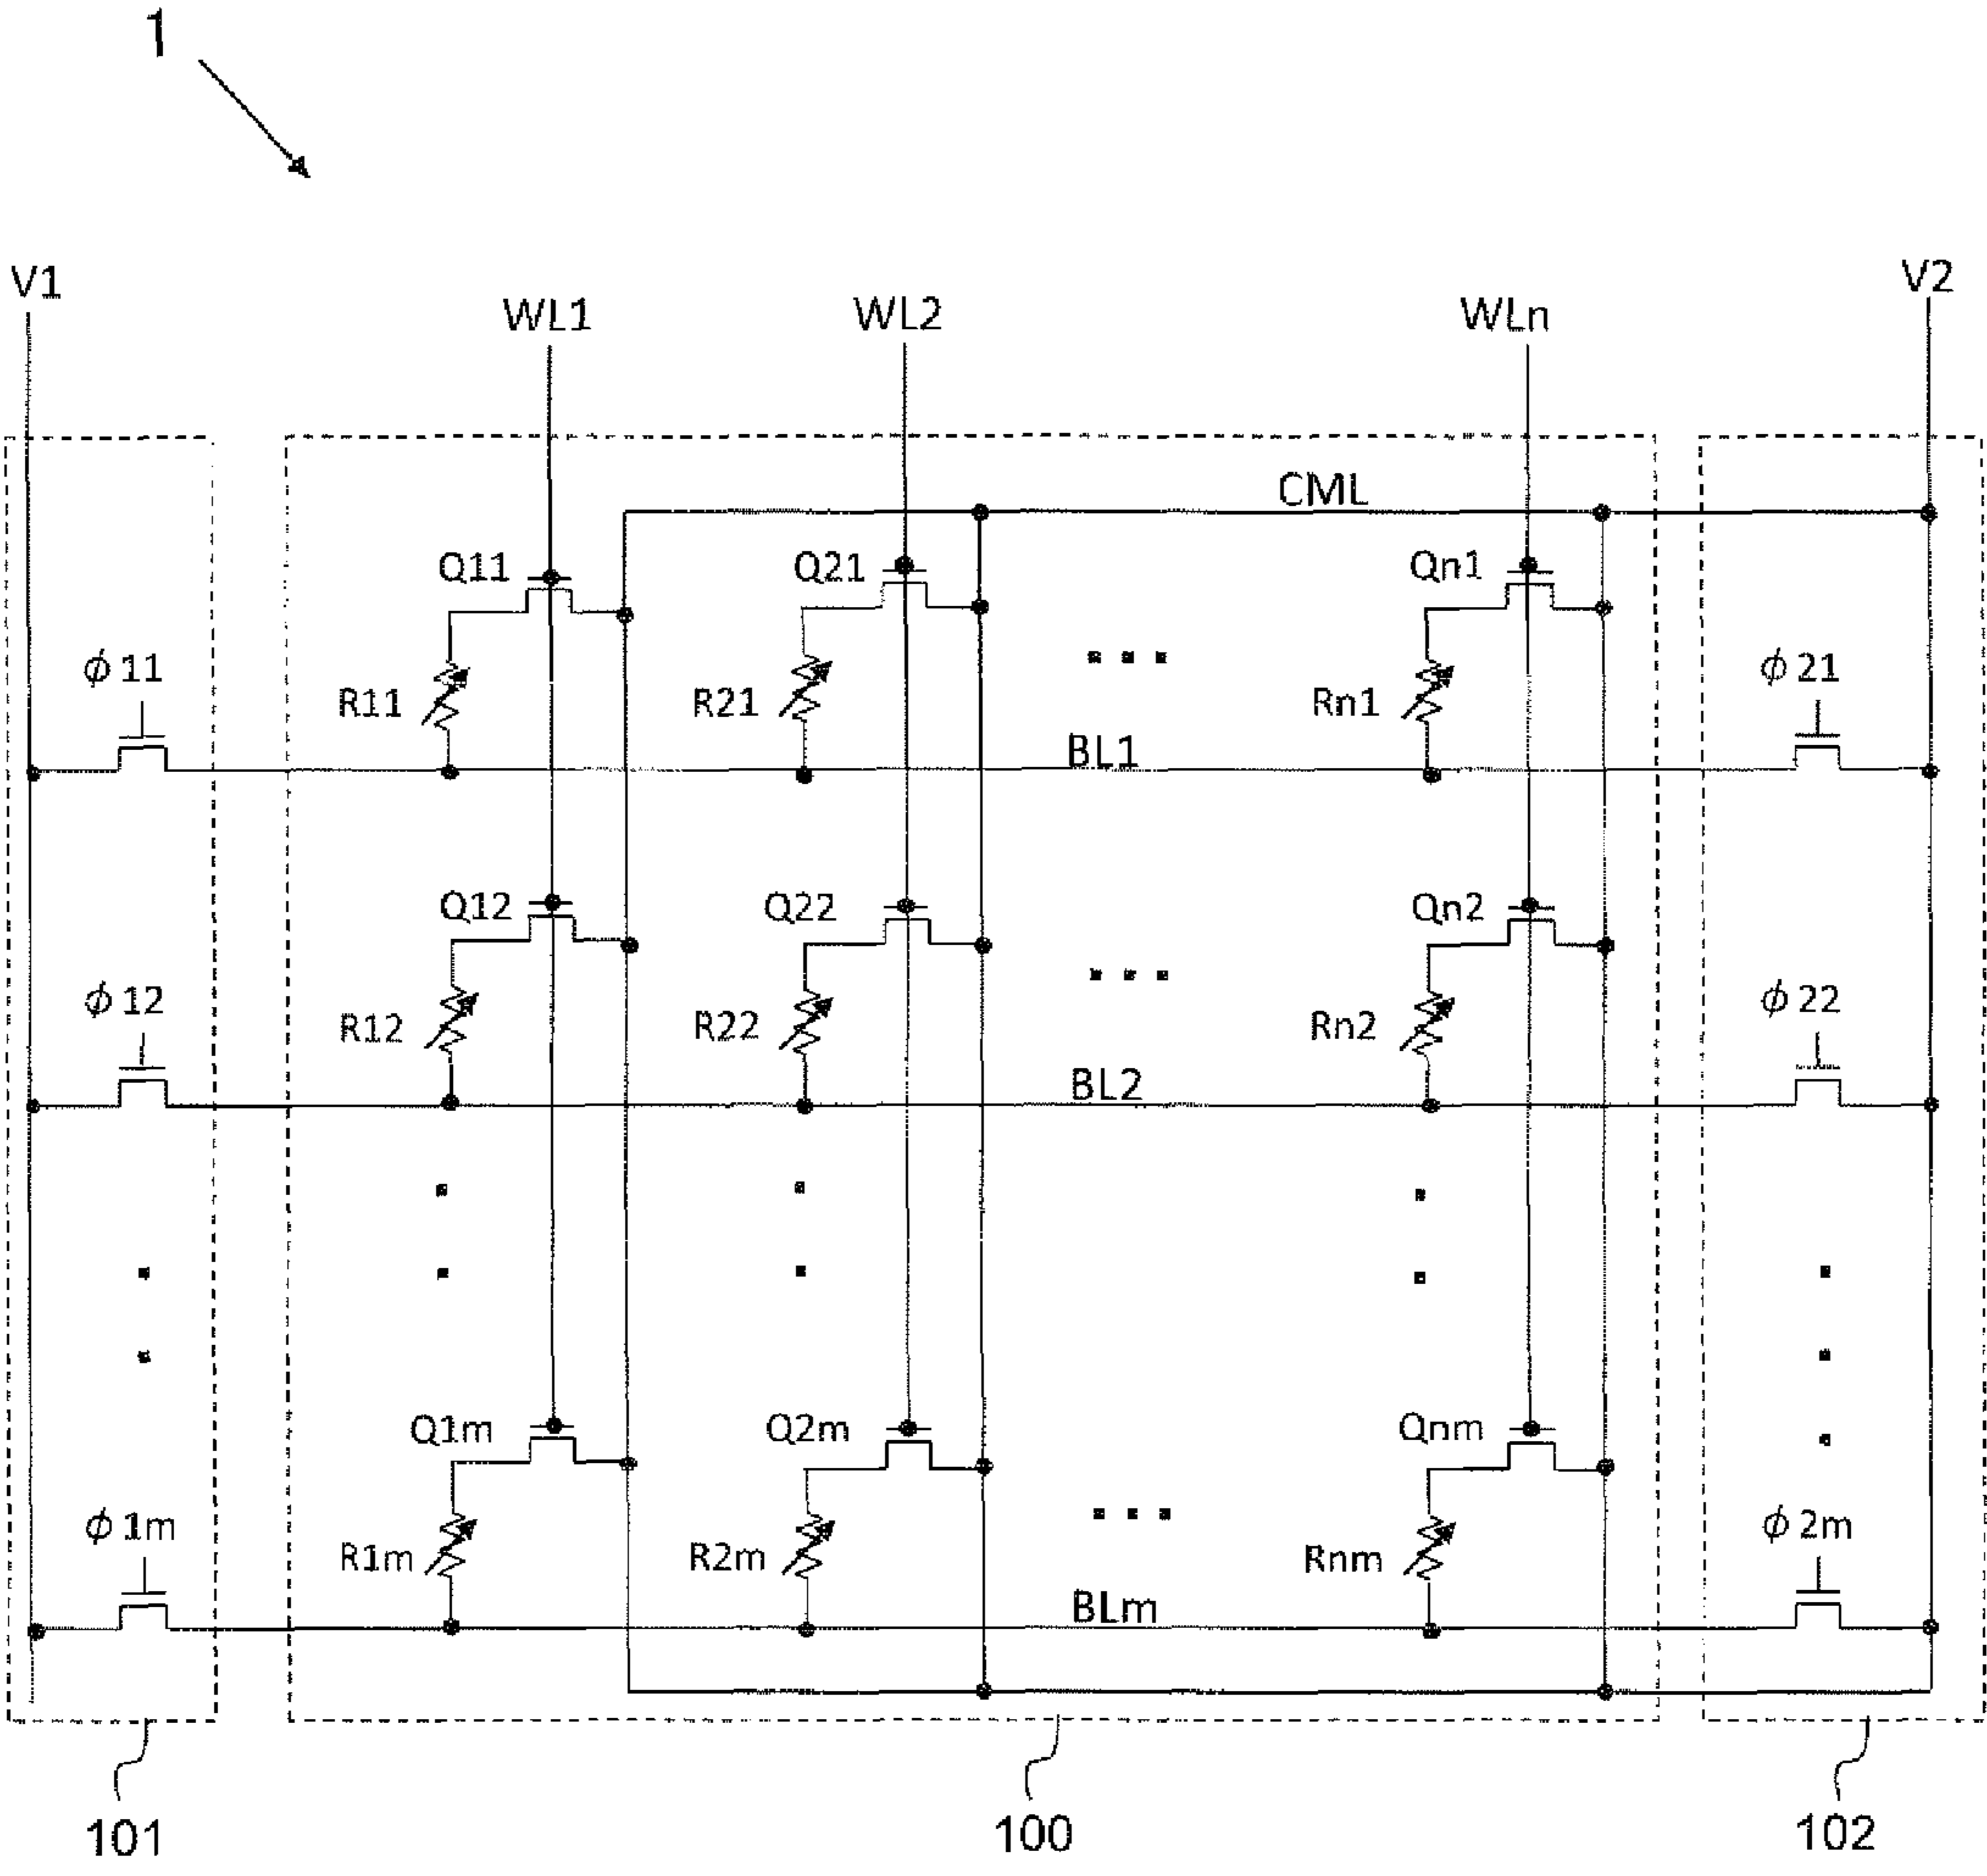 1
V1
WL1
WL2
WLn
V2
CML
Q11
Q21
Qn1
ϕ11
R11
R21
Rn1
ϕ21
BL1
Q12
Q22
Qn2
ϕ12
R12
R22
Rn2
ϕ22
BL2
Q1m
Q2m
Qnm
ϕ1m
R1m
R2m
Rnm
ϕ2m
BLm
101
100
102